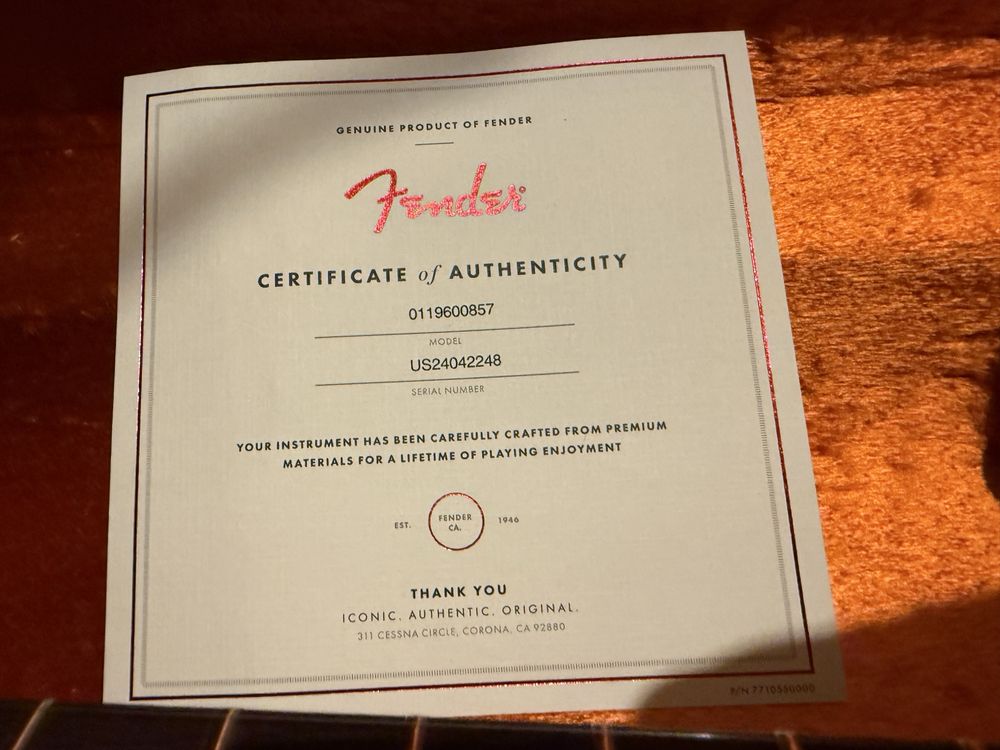 GENUINE PRODUCT OF FENDER
Fender®
CERTIFICATE of AUTHENTICITY
0119600857
MODEL
US24042248
SERIAL NUMBER
YOUR INSTRUMENT HAS BEEN CAREFULLY CRAFTED FROM PREMIUM
MATERIALS FOR A LIFETIME OF PLAYING ENJOYMENT
EST. FENDER CA. 1946
THANK YOU
ICONIC. AUTHENTIC. ORIGINAL.
311 CESSNA CIRCLE, CORONA, CA 92880
P/N 7710550000